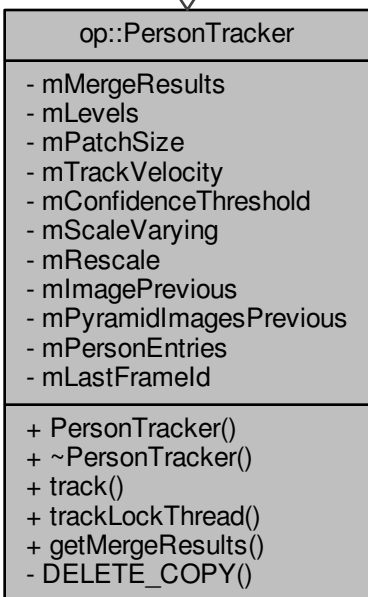 op::PersonTracker
- mMergeResults
- mLevels
- mPatchSize
- mTrackVelocity
- mConfidenceThreshold
- mScaleVarying
- mRescale
- mImagePrevious
- mPyramidImagesPrevious
- mPersonEntries
- mLastFrameId
+ PersonTracker()
+ ~PersonTracker()
+ track()
+ trackLockThread()
+ getMergeResults()
- DELETE_COPY()